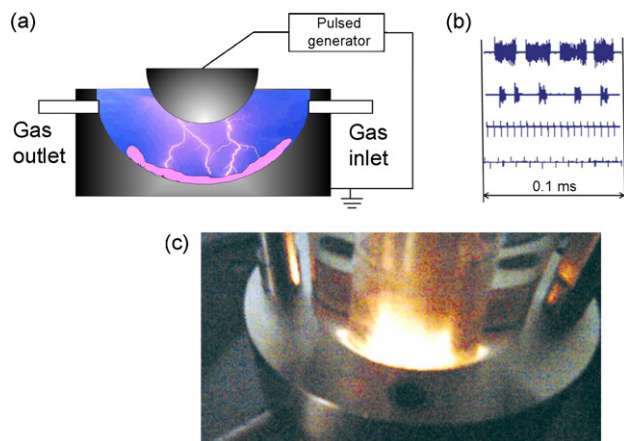 (a)
Pulsed
generator
Gas
outlet
Gas
inlet
(b)
0.1 ms
(c)